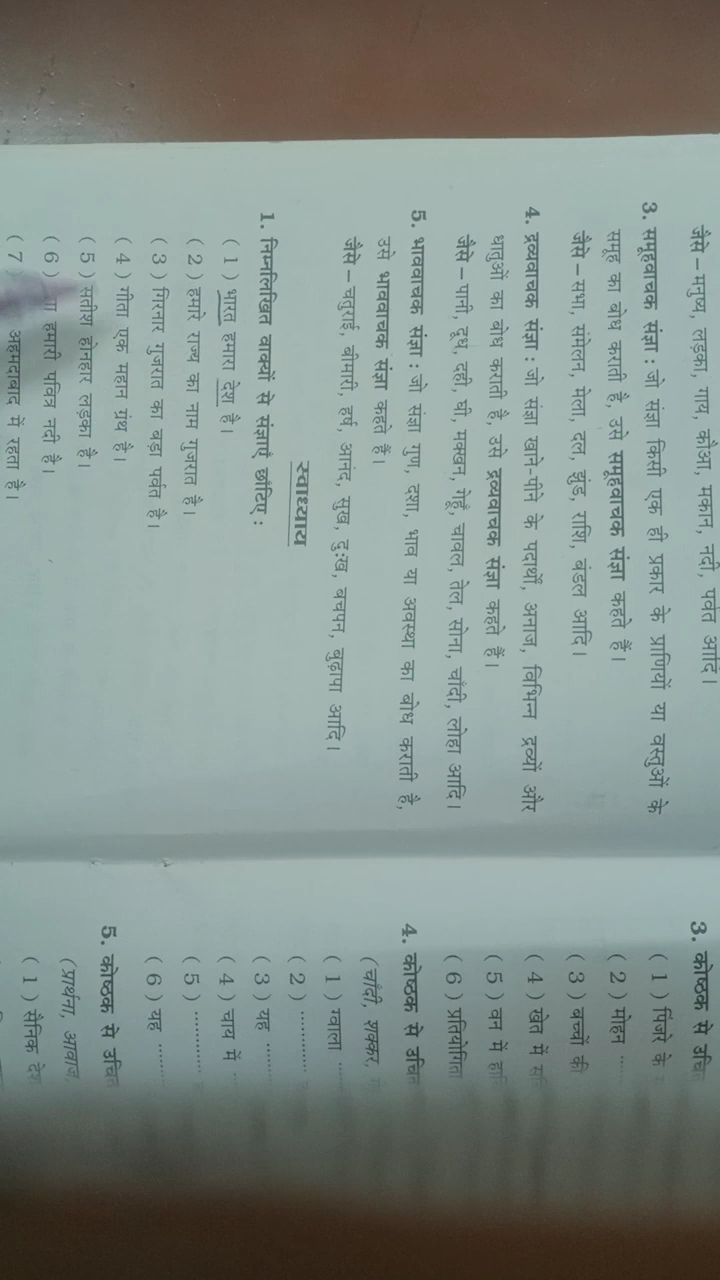 जैसे – मनुष्य, लड़का, गाय, कौआ, मकान, नदी, पर्वत आदि।
3. समूहवाचक संज्ञा : जो संज्ञा किसी एक ही प्रकार के प्राणियों या वस्तुओं के
समूह का बोध कराती है, उसे समूहवाचक संज्ञा कहते हैं।
जैसे – सभा, संमेलन, मेला, दल, झुंड, राशि, बंडल आदि।
4. द्रव्यवाचक संज्ञा : जो संज्ञा खाने-पीने के पदार्थों, अनाज, विभिन्न द्रव्यों और
धातुओं का बोध कराती है, उसे द्रव्यवाचक संज्ञा कहते हैं।
जैसे – पानी, दूध, दही, घी, मक्खन, गेहूँ, चावल, तेल, सोना, चांदी, लोहा आदि।
5. भाववाचक संज्ञा : जो संज्ञा गुण, दशा, भाव या अवस्था का बोध कराती है,
उसे भाववाचक संज्ञा कहते हैं।
जैसे – चतुराई, बीमारी, हर्ष, आनंद, सुख, दुःख, बचपन, बुढ़ापा आदि।
स्वाध्याय
1. निम्नलिखित वाक्यों से संज्ञाएँ छाँटिए :
( 1 ) भारत हमारा देश है।
( 2 ) हमारे राज्य का नाम गुजरात है।
( 3 ) गिरनार गुजरात का बड़ा पर्वत है।
( 4 ) गीता एक महान ग्रंथ है।
( 5 ) सतीश होनहार लड़का है।
( 6 ) हमारी पवित्र नदी है।
( 7 अहमदाबाद में रहता है।
3. कोष्ठक से उचित
( 1 ) पिंजरे के
( 2 ) मोहन .....
( 3 ) बच्चों की
( 4 ) खेत में
( 5 ) वन में
( 6 ) प्रतियोगिता
4. कोष्ठक से उचित
(चांदी, शक्कर,
( 1 ) ग्वाला .....
( 2 ) ............
( 3 ) यह ........
( 4 ) चाय में ..
( 5 ) ............
( 6 ) यह ........
5. कोष्ठक से उचित
(प्रार्थना, आवाज,
( 1 ) सैनिक देश